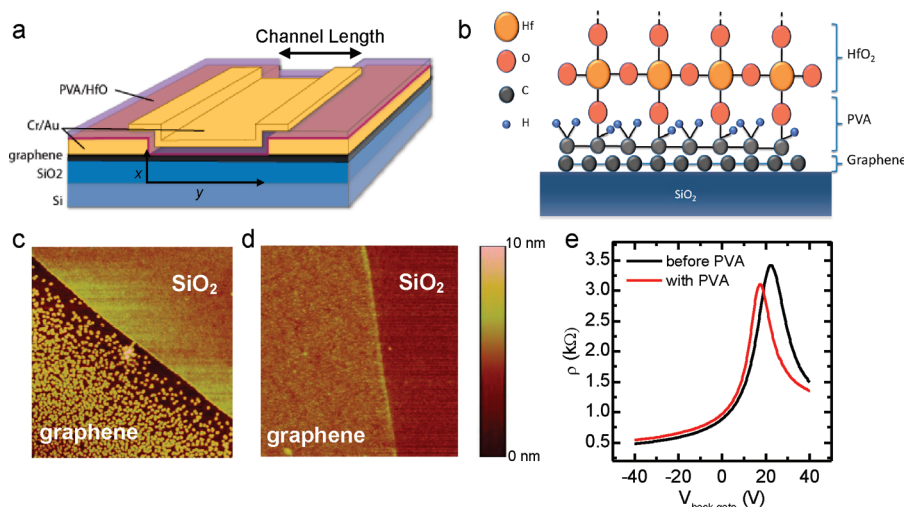 a
Channel Length
PVA/HfO
Cr/Au
graphene
SiO2
Si
x
y
b
Hf
O
C
H
HfO₂
PVA
Graphene
SiO₂
c
SiO₂
graphene
d
SiO₂
graphene
10 nm
0 nm
e
before PVA
with PVA
ρ (kΩ)
3.5
3.0
2.5
2.0
1.5
1.0
0.5
-40 -20 0 20 40
V (V)